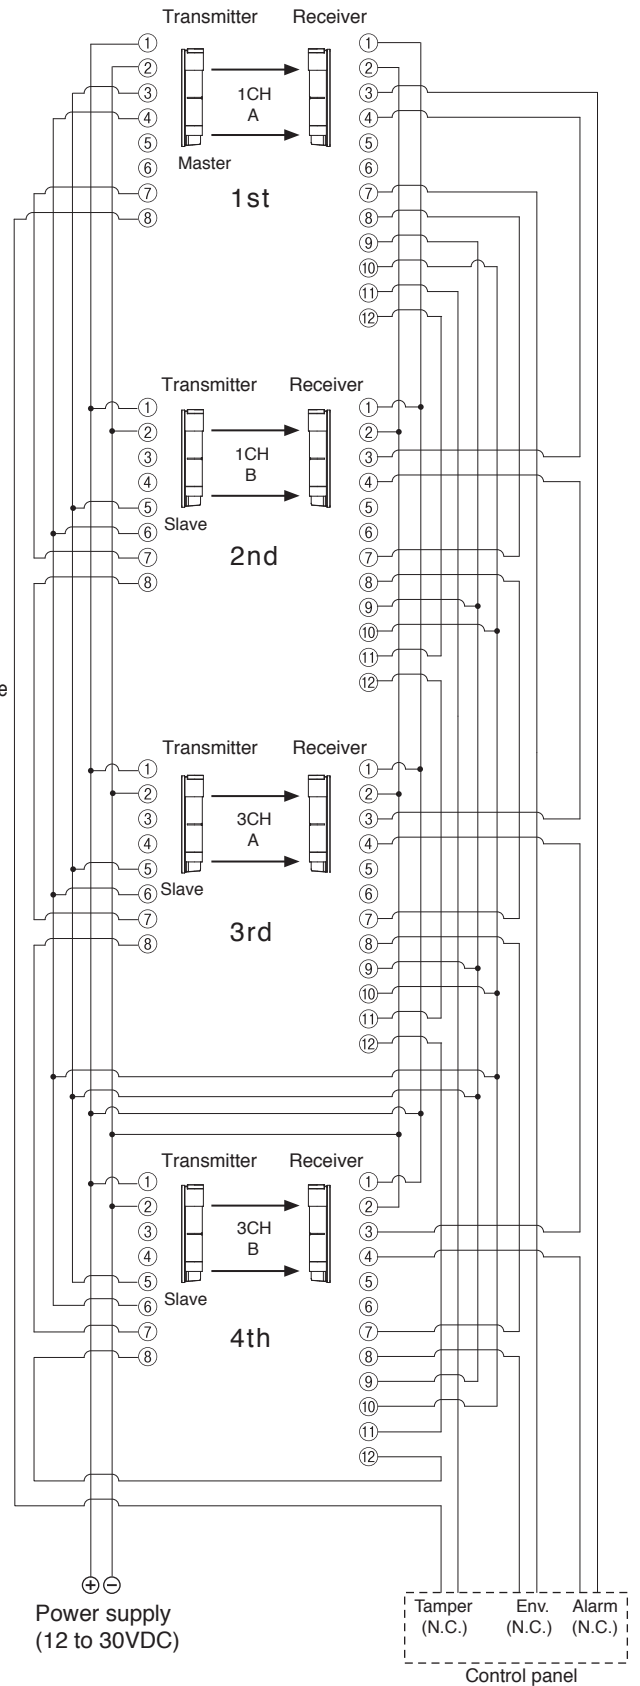 Transmitter Receiver
① ①
② ②
③ 1CH ③
④ A ④
⑤ ⑤
⑥ Master ⑥
⑦ 1st ⑦
⑧ ⑧
⑨
⑩
⑪
⑫
Transmitter Receiver
① ①
② ②
③ 1CH ③
④ B ④
⑤ ⑤
⑥ Slave ⑥
⑦ 2nd ⑦
⑧ ⑧
⑨
⑩
⑪
⑫
e
Transmitter Receiver
① ①
② ②
③ 3CH ③
④ A ④
⑤ ⑤
⑥ Slave ⑥
⑦ 3rd ⑦
⑧ ⑧
⑨
⑩
⑪
⑫
Transmitter Receiver
① ①
② ②
③ 3CH ③
④ B ④
⑤ ⑤
⑥ Slave ⑥
⑦ 4th ⑦
⑧ ⑧
⑨
⑩
⑪
⑫
⊕ ⊖
Power supply
(12 to 30VDC)
Tamper Env. Alarm
(N.C.) (N.C.) (N.C.)
Control panel